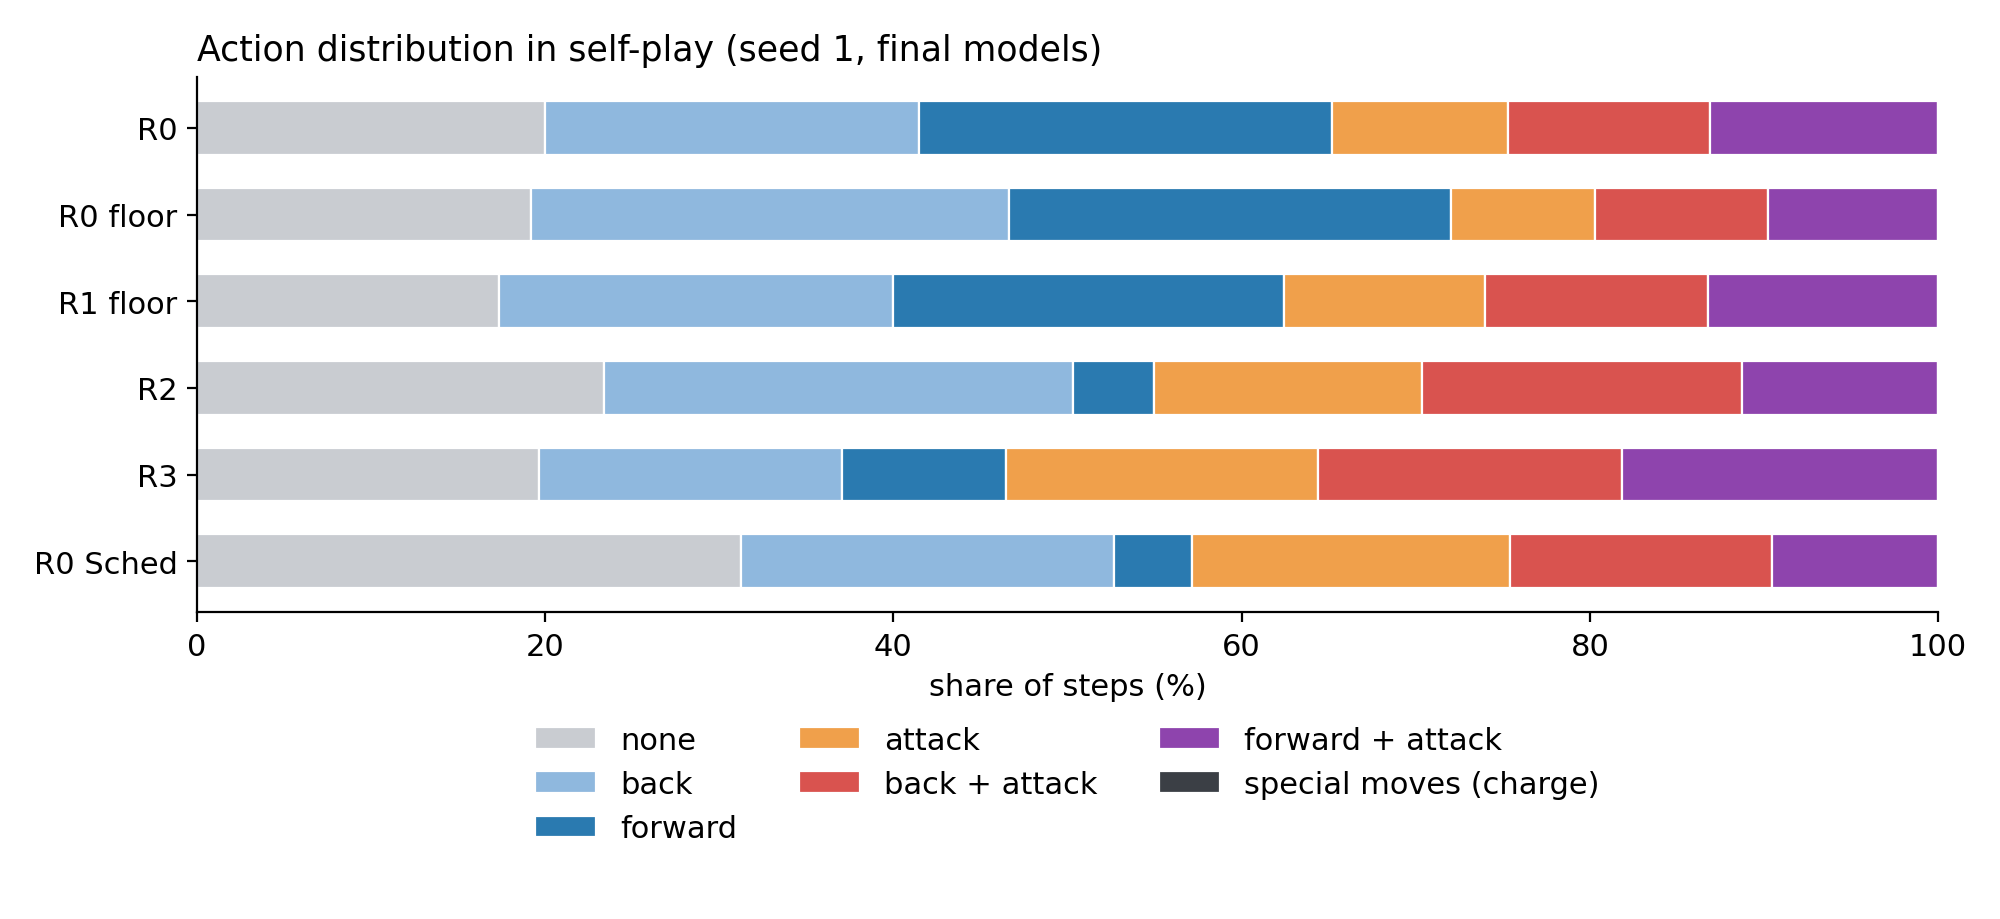 Action distribution in self-play (seed 1, final models)
R0
R0 floor
R1 floor
R2
R3
R0 Sched
0 20 40 60 80 100
share of steps (%)
none
back
forward
attack
back + attack
forward + attack
special moves (charge)